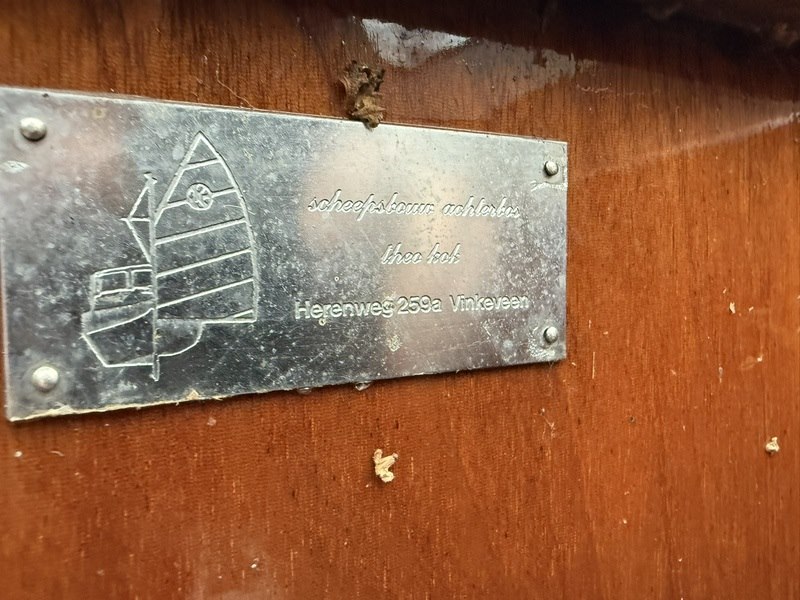 scheepsbouw achterbos
theo kok
Herenweg 259a Vinkeveen